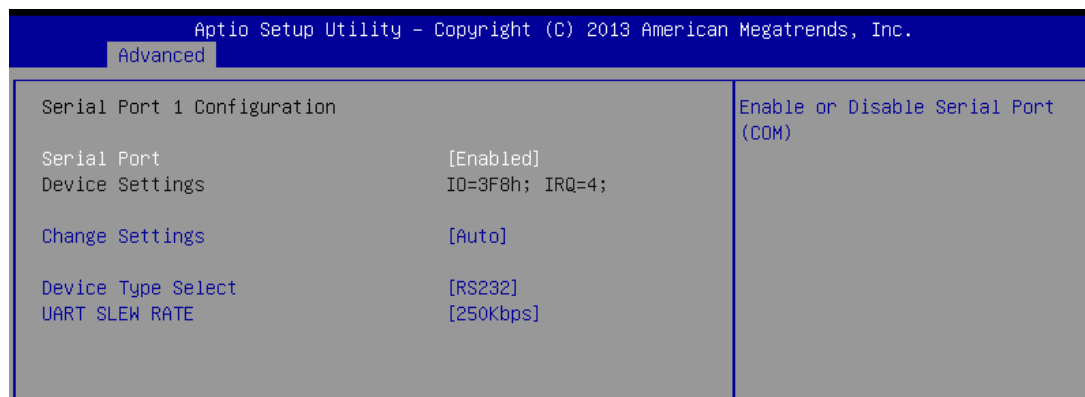 Aptio Setup Utility – Copyright (C) 2013 American Megatrends, Inc.
Advanced
Serial Port 1 Configuration
Serial Port [Enabled]
Device Settings IO=3F8h; IRQ=4;
Change Settings [Auto]
Device Type Select [RS232]
UART SLEW RATE [250Kbps]
Enable or Disable Serial Port
(COM)